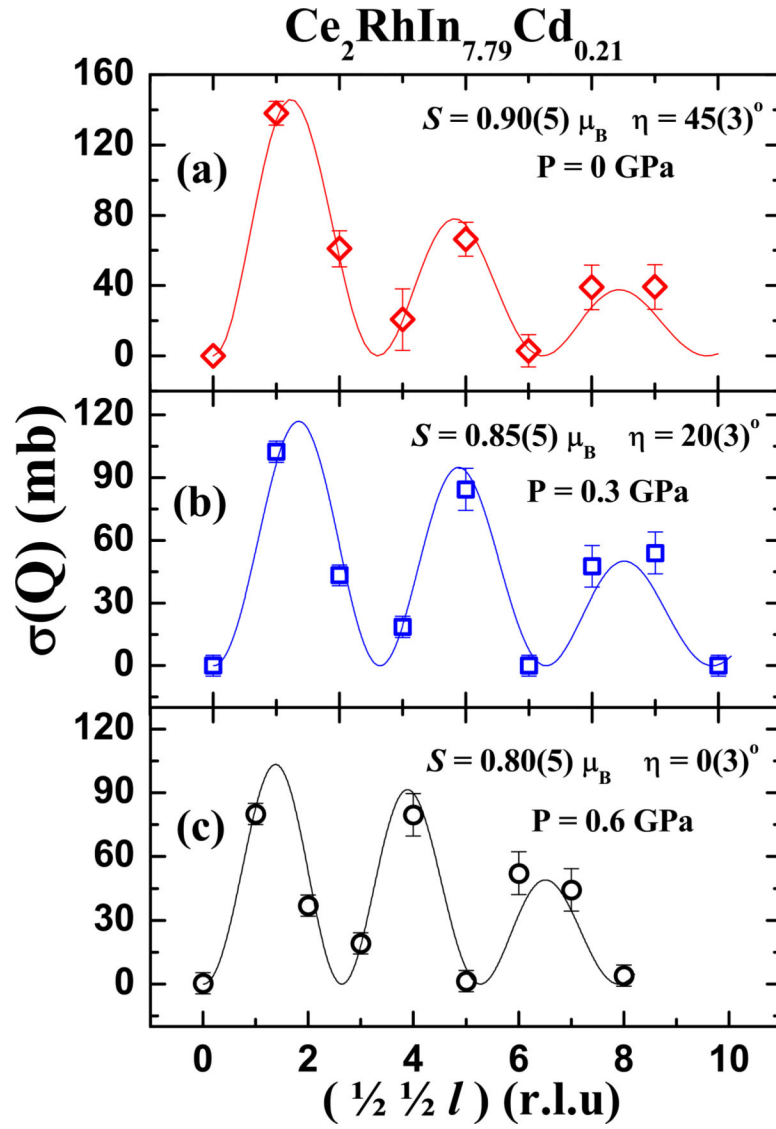 Ce₂RhIn₇.₇₉Cd₀.₂₁
160
120
80
40
0
(a)
S = 0.90(5) μB η = 45(3)°
P = 0 GPa
120
90
60
30
0
(b)
S = 0.85(5) μB η = 20(3)°
P = 0.3 GPa
σ(Q) (mb)
120
90
60
30
0
(c)
S = 0.80(5) μB η = 0(3)°
P = 0.6 GPa
0 2 4 6 8 10
( ½ ½ l ) (r.l.u)